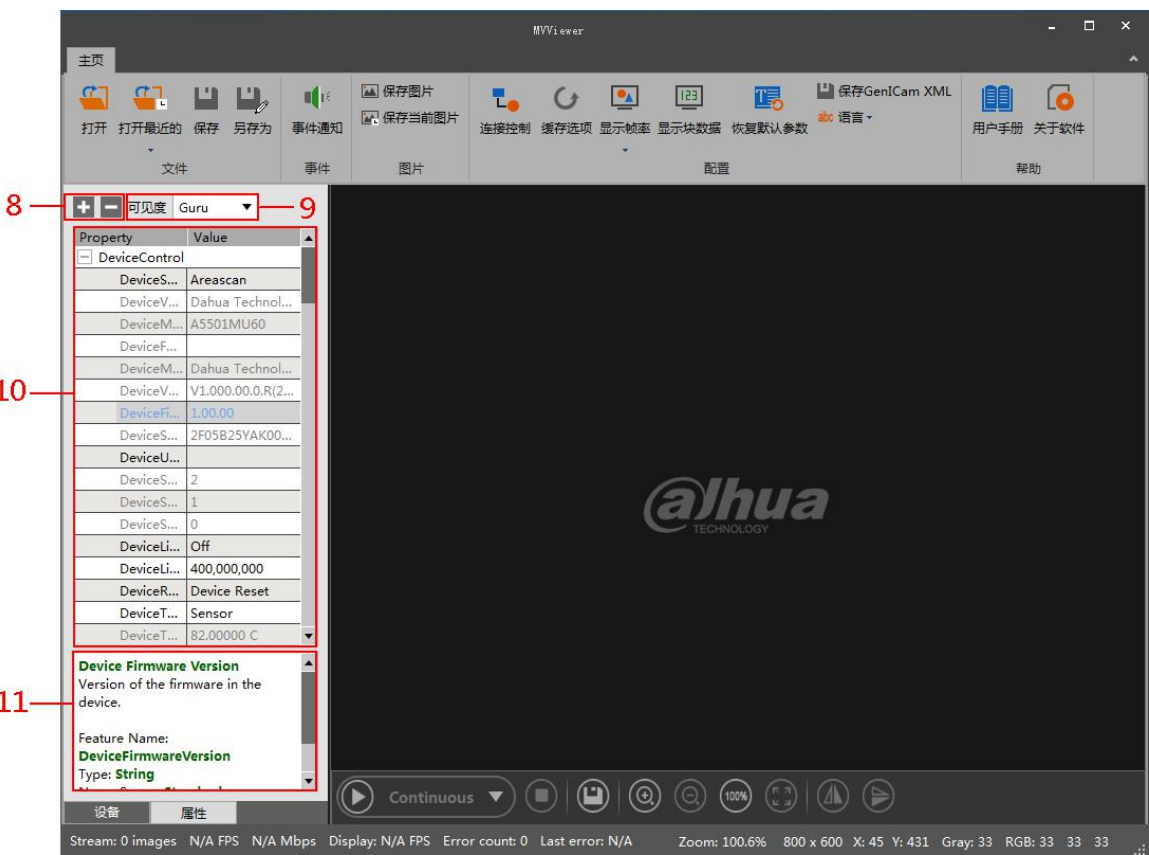 MVViewer
主页
打开 打开最近的 保存 另存为 事件通知 保存图片 保存当前图片 连接控制 缓存选项 显示帧率 显示块数据 恢复默认参数 保存GenICam XML abc 语言 用户手册 关于软件
123
文件 事件 图片 配置 帮助
8
可见度 Guru
9
Property Value
DeviceControl
DeviceS... Areascan
DeviceV... Dahua Technol...
DeviceM... A5501MU60
DeviceF...
DeviceM... Dahua Technol...
10
DeviceV... V1.000.00.0.R(2...
DeviceFi... 1.00.00
DeviceS... 2F05B25YAK00...
DeviceU...
DeviceS... 2
DeviceS... 1
DeviceS... 0
DeviceLi... Off
DeviceLi... 400,000,000
DeviceR... Device Reset
DeviceT... Sensor
DeviceT... 82.00000 C
alhua
TECHNOLOGY
Device Firmware Version
Version of the firmware in the
device.
11
Feature Name:
DeviceFirmwareVersion
Type: String
设备 属性
Continuous 100%
Stream: 0 images N/A FPS N/A Mbps Display: N/A FPS Error count: 0 Last error: N/A Zoom: 100.6% 800 x 600 X: 45 Y: 431 Gray: 33 RGB: 33 33 33